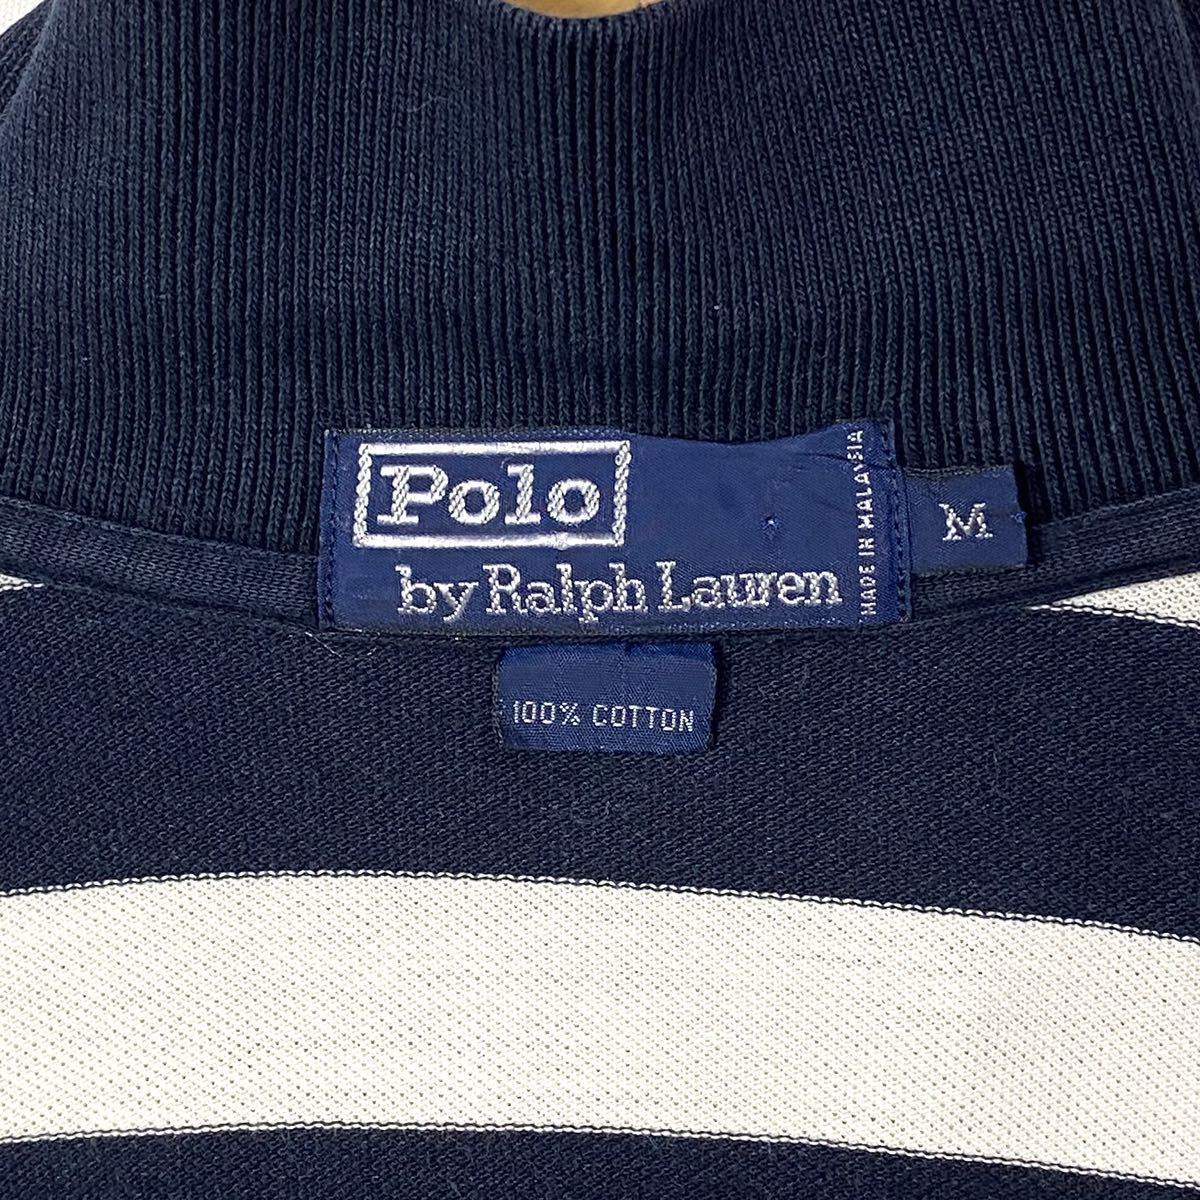 Polo
by Ralph Lauren
MADE IN MALAYSIA
M
100% COTTON